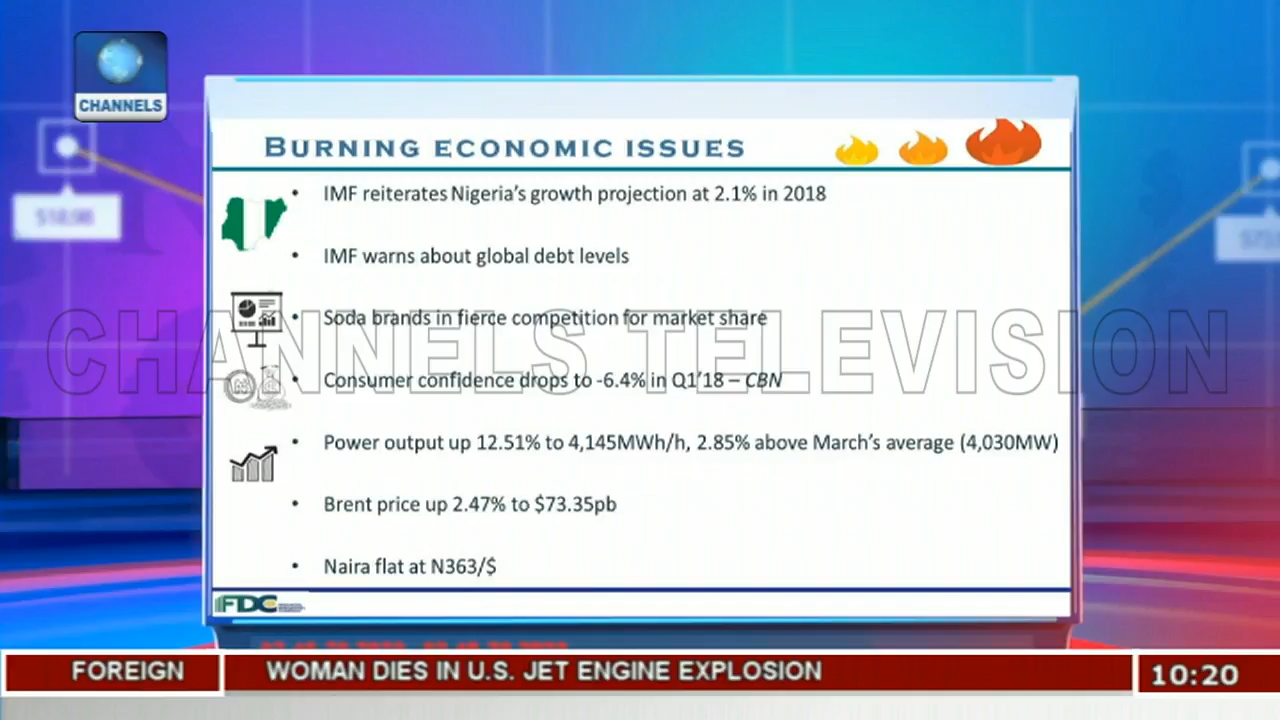 CHANNELS
BURNING ECONOMIC ISSUES
• IMF reiterates Nigeria's growth projection at 2.1% in 2018
• IMF warns about global debt levels
• Soda brands in fierce competition for market share
CHANNELS TELEVISION
• Consumer confidence drops to -6.4% in Q1'18 – CBN
• Power output up 12.51% to 4,145MWh/h, 2.85% above March's average (4,030MW)
• Brent price up 2.47% to $73.35pb
• Naira flat at N363/$
FDC
FOREIGN
WOMAN DIES IN U.S. JET ENGINE EXPLOSION
10:20